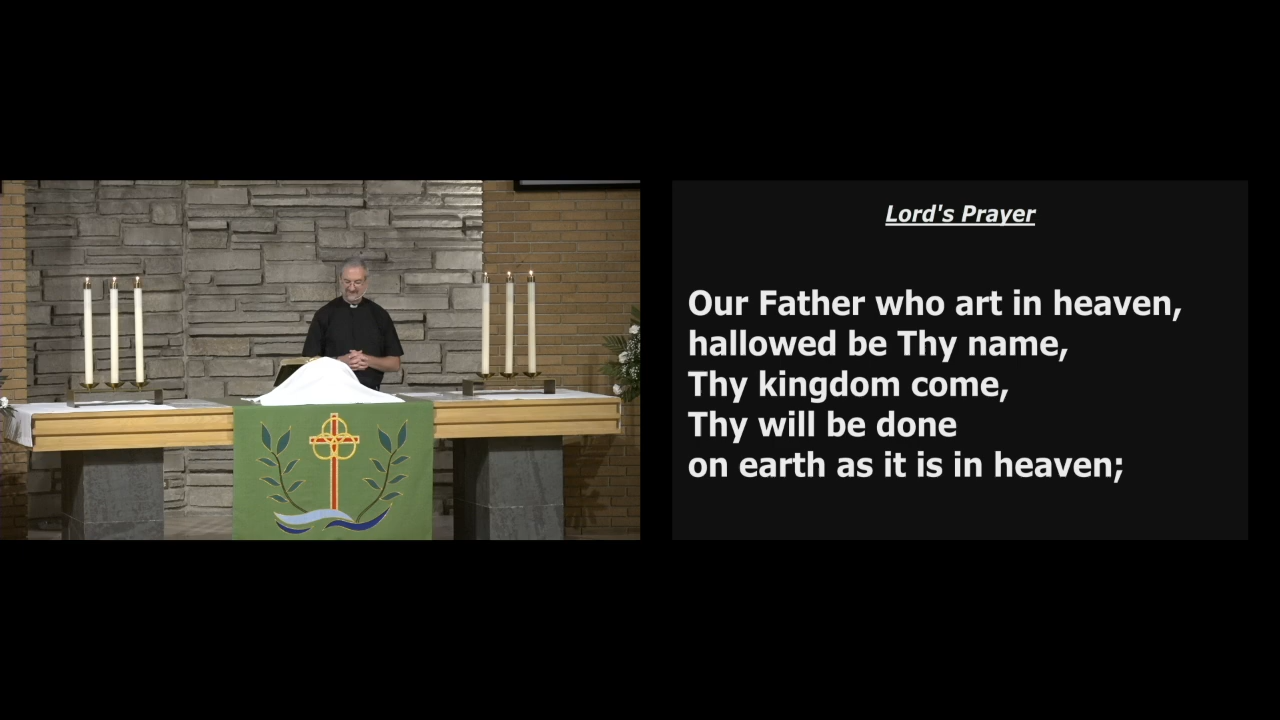 Lord's Prayer
Our Father who art in heaven,
hallowed be Thy name,
Thy kingdom come,
Thy will be done
on earth as it is in heaven;